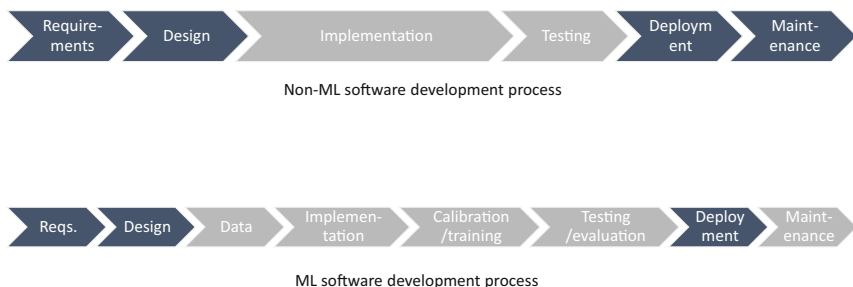 Require-
ments
Design
Implementation
Testing
Deploym
ent
Maint-
enance
Non-ML software development process
Reqs.
Design
Data
Implemen-
tation
Calibration
/training
Testing
/evaluation
Deploy
ment
Maint-
enance
ML software development process